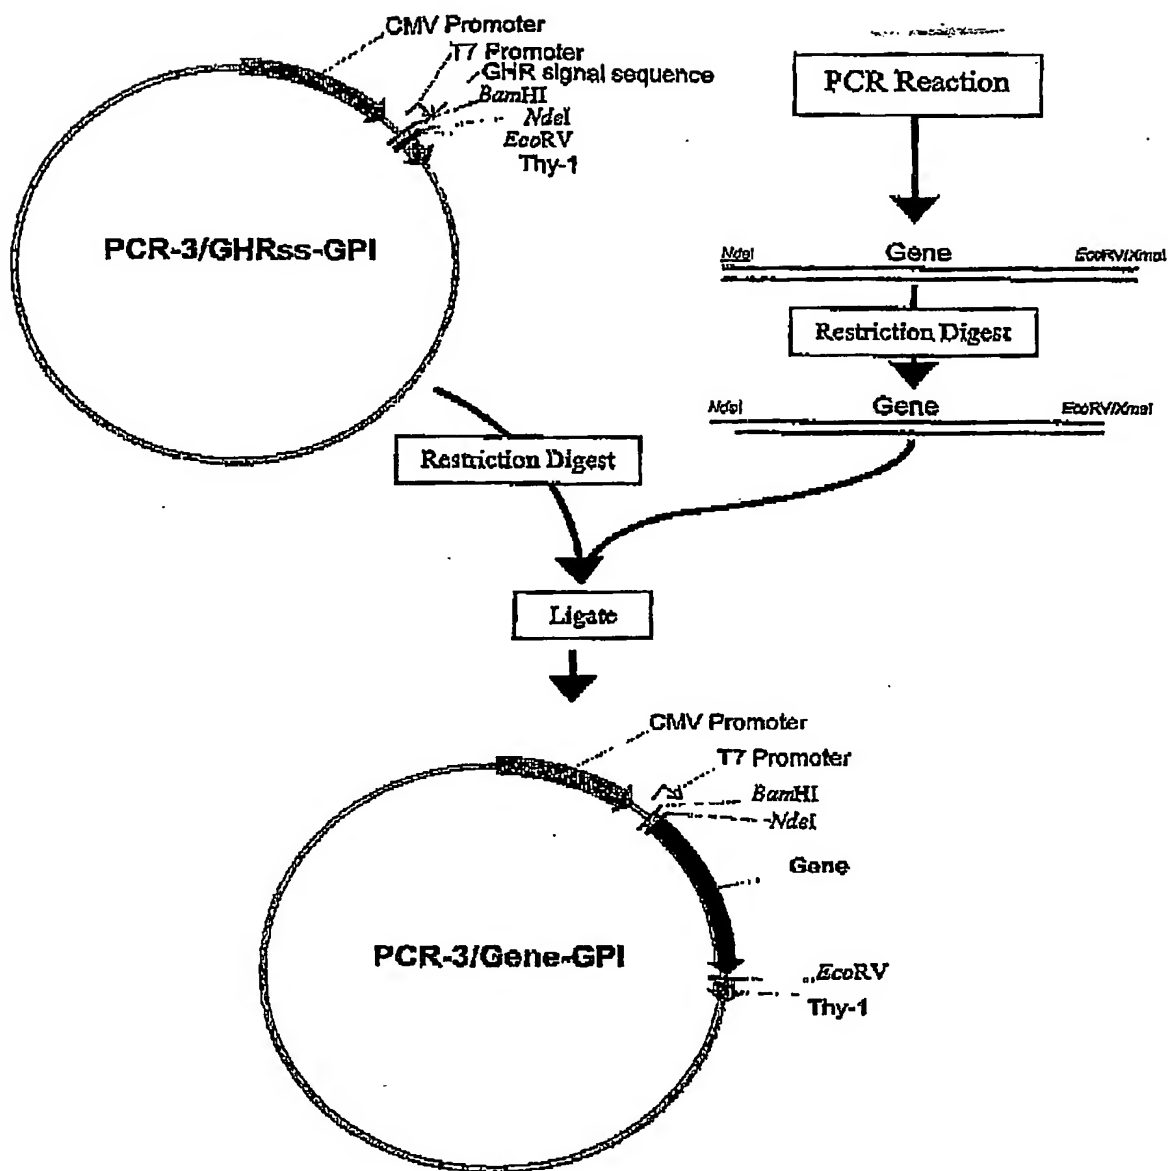 CMV Promoter
T7 Promoter
GHR signal sequence
BamHI
NdeI
EcoRV
Thy-1
PCR-3/GHRss-GPI
PCR Reaction
NdeI
Gene
EcoRV/XmaI
Restriction Digest
NdeI
Gene
EcoRV/XmaI
Restriction Digest
Ligate
CMV Promoter
T7 Promoter
BamHI
NdeI
Gene
PCR-3/Gene-GPI
EcoRV
Thy-1